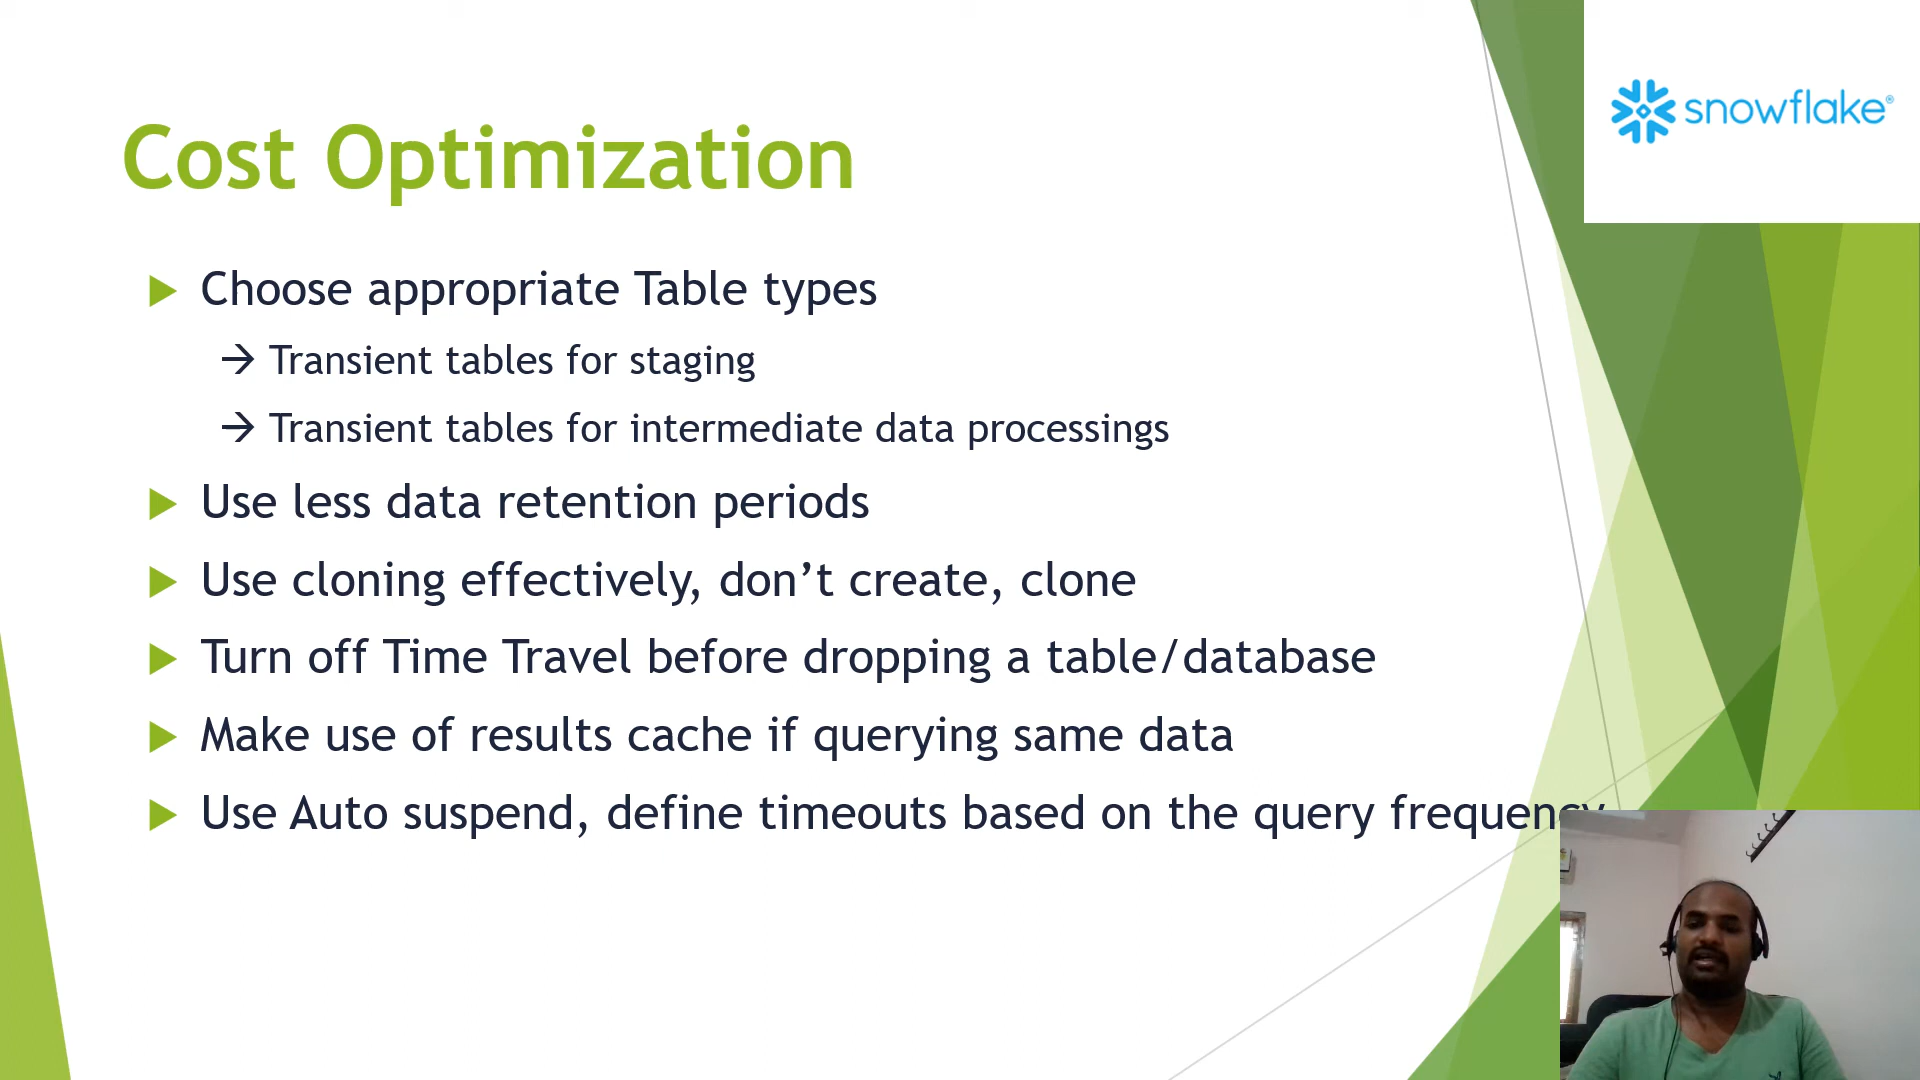 snowflake®
Cost Optimization
Choose appropriate Table types
→ Transient tables for staging
→ Transient tables for intermediate data processings
Use less data retention periods
Use cloning effectively, don’t create, clone
Turn off Time Travel before dropping a table/database
Make use of results cache if querying same data
Use Auto suspend, define timeouts based on the query frequency